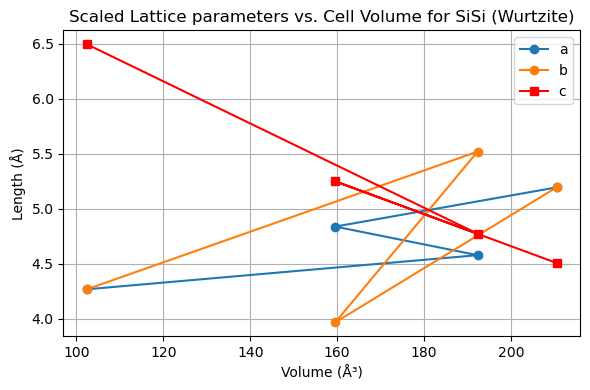 Scaled Lattice parameters vs. Cell Volume for SiSi (Wurtzite)
6.5
6.0
5.5
5.0
4.5
4.0
Length (Å)
a
b
c
100
120
140
160
180
200
Volume (Å³)